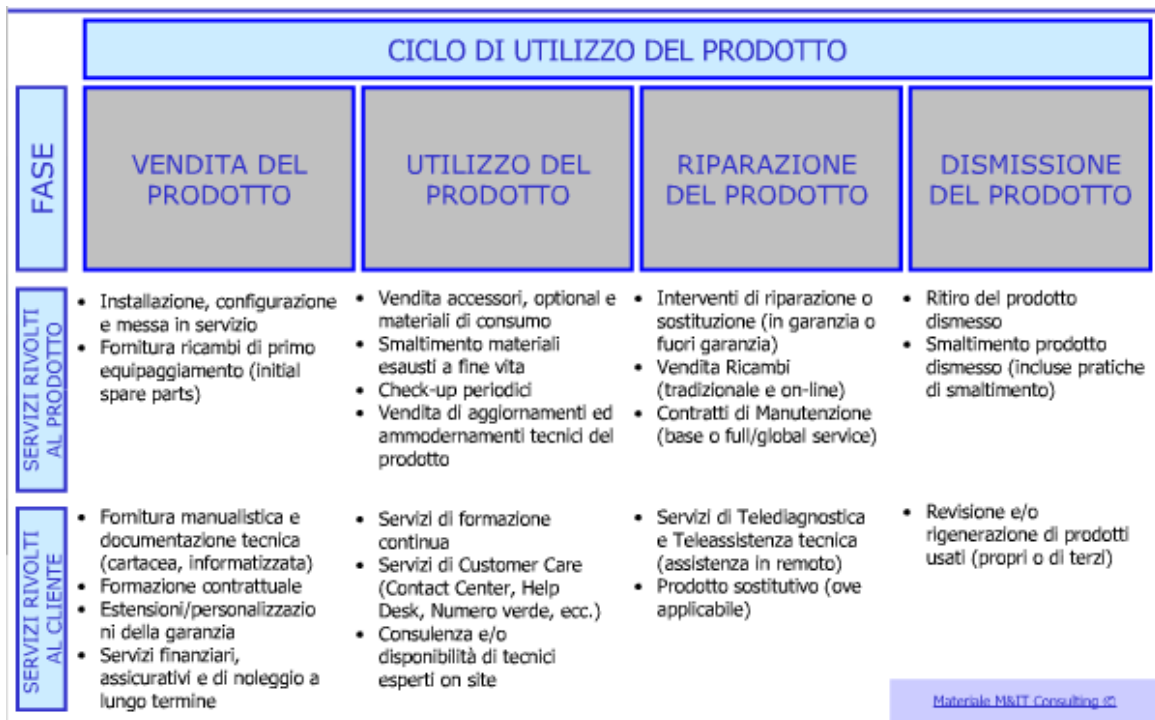 CICLO DI UTILIZZO DEL PRODOTTO
FASE
VENDITA DEL
PRODOTTO
UTILIZZO DEL
PRODOTTO
RIPARAZIONE
DEL PRODOTTO
DISMISSIONE
DEL PRODOTTO
SERVIZI RIVOLTI
AL PRODOTTO
• Installazione, configurazione
e messa in servizio
• Fornitura ricambi di primo
equipaggiamento (initial
spare parts)
• Vendita accessori, optional e
materiali di consumo
• Smaltimento materiali
esausti a fine vita
• Check-up periodici
• Vendita di aggiornamenti ed
ammodernamenti tecnici del
prodotto
• Interventi di riparazione o
sostituzione (in garanzia o
fuori garanzia)
• Vendita Ricambi
(tradizionale e on-line)
• Contratti di Manutenzione
(base o full/global service)
• Ritiro del prodotto
dismesso
• Smaltimento prodotto
dismesso (incluse pratiche
di smaltimento)
SERVIZI RIVOLTI
AL CLIENTE
• Fornitura manualistica e
documentazione tecnica
(cartacea, informatizzata)
• Formazione contrattuale
• Estensioni/personalizzazio
ni della garanzia
• Servizi finanziari,
assicurativi e di noleggio a
lungo termine
• Servizi di formazione
continua
• Servizi di Customer Care
(Contact Center, Help
Desk, Numero verde, ecc.)
• Consulenza e/o
disponibilità di tecnici
esperti on site
• Servizi di Telediagnostica
e Teleassistenza tecnica
(assistenza in remoto)
• Prodotto sostitutivo (ove
applicabile)
• Revisione e/o
rigenerazione di prodotti
usati (propri o di terzi)
Materiale M&IT Consulting ©